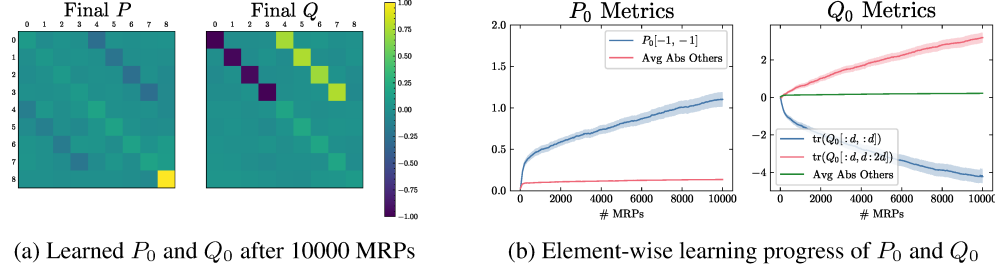 Final P
Final Q
0 1 2 3 4 5 6 7 8
0 1 2 3 4 5 6 7 8
0
1
2
3
4
5
6
7
8
1.00
0.75
0.50
0.25
0.00
−0.25
−0.50
−0.75
−1.00
(a) Learned P₀ and Q₀ after 10000 MRPs
P₀ Metrics
2.0
1.5
1.0
0.5
0.0
P₀[−1, −1]
Avg Abs Others
0 2000 4000 6000 8000 10000
# MRPs
Q₀ Metrics
2
0
−2
−4
tr(Q₀[: d, : d])
tr(Q₀[: d, d : 2d])
Avg Abs Others
0 2000 4000 6000 8000 10000
# MRPs
(b) Element-wise learning progress of P₀ and Q₀